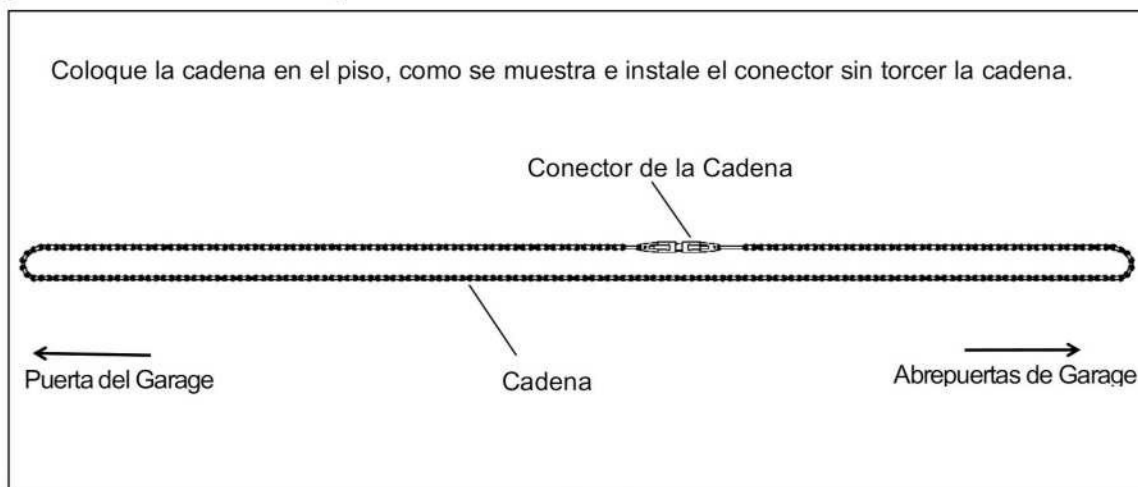 Coloque la cadena en el piso, como se muestra e instale el conector sin torcer la cadena.
Conector de la Cadena
Puerta del Garage
Cadena
Abrepuertas de Garage